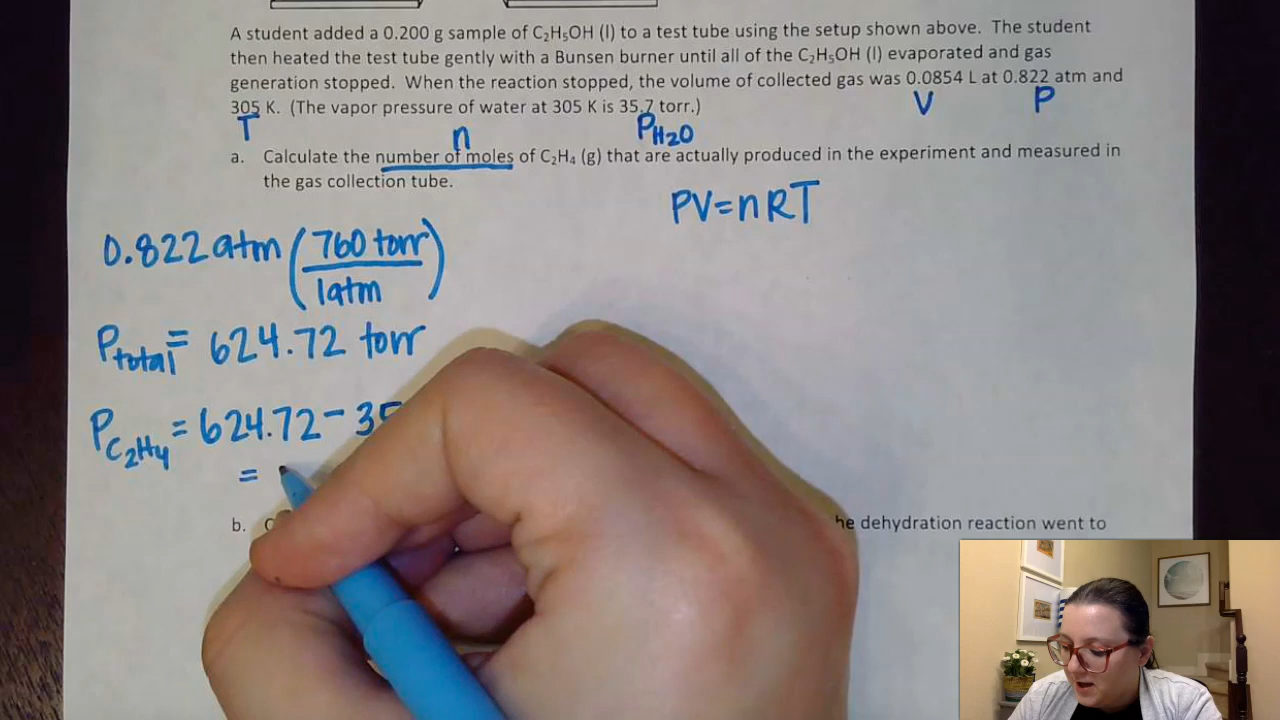 A student added a 0.200 g sample of C₂H₅OH (l) to a test tube using the setup shown above. The student
then heated the test tube gently with a Bunsen burner until all of the C₂H₅OH (l) evaporated and gas
generation stopped. When the reaction stopped, the volume of collected gas was 0.0854 L at 0.822 atm and
305 K. (The vapor pressure of water at 305 K is 35.7 torr.)
T n P_H2O V P
a. Calculate the number of moles of C₂H₄ (g) that are actually produced in the experiment and measured in
the gas collection tube.
PV=nRT
0.822 atm (760 torr / 1 atm)
P_total = 624.72 torr
P_C2H4 = 624.72 - 35
=
b.
he dehydration reaction went to